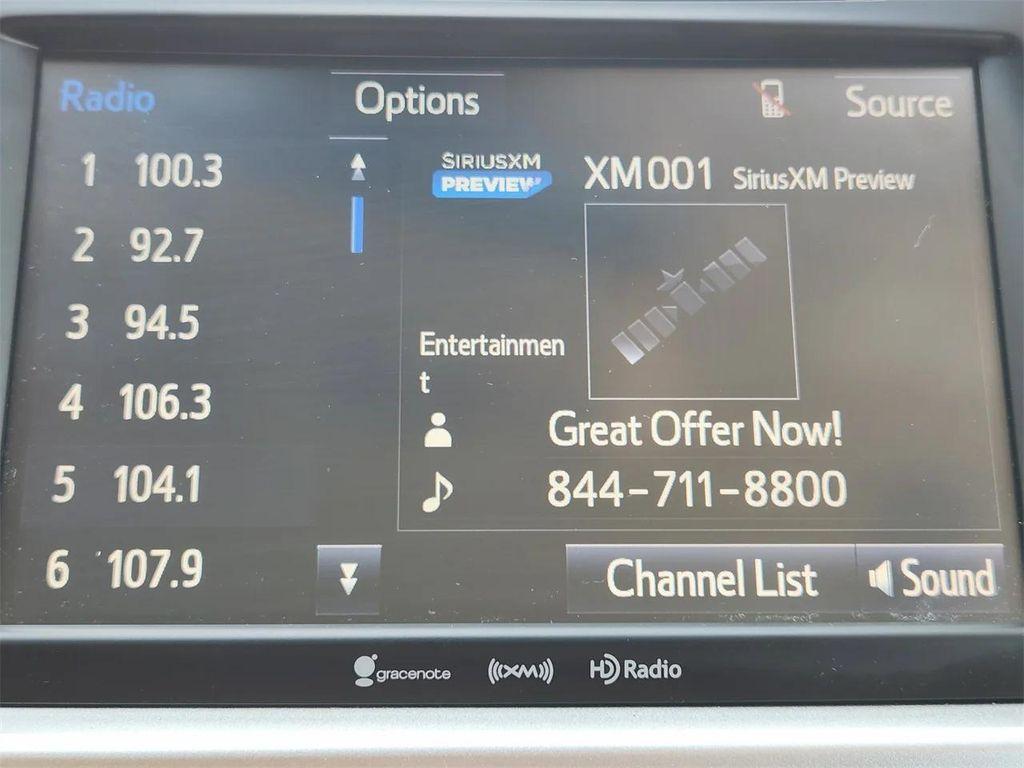 Radio Options Source
1 100.3
2 92.7
3 94.5
4 106.3
5 104.1
6 107.9
SIRIUSXM
PREVIEW
XM001 SiriusXM Preview
Entertainmen
t
Great Offer Now!
844-711-8800
Channel List Sound
gracenote ((XM)) HD Radio